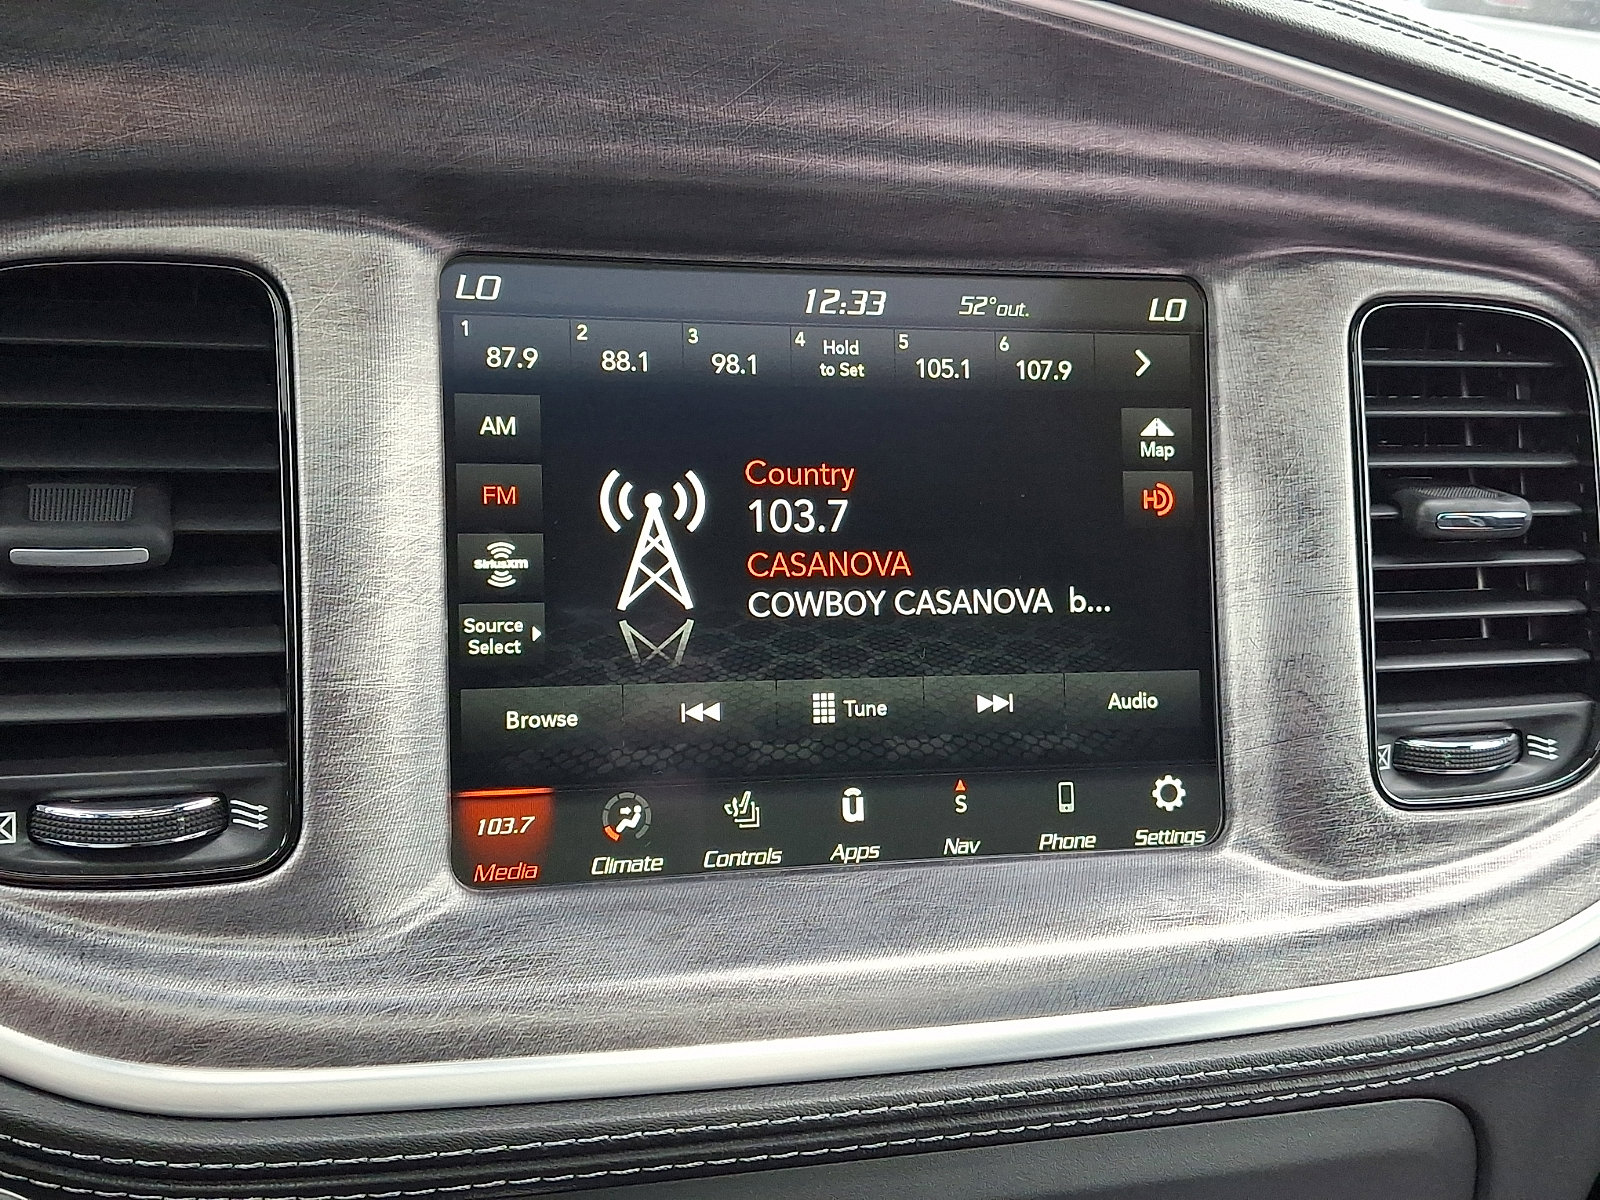 LO
12:33
52°out.
LO
1
87.9
2
88.1
3
98.1
4
Hold
to Set
5
105.1
6
107.9
AM
FM
SiriusXM
Source
Select
Country
103.7
CASANOVA
COWBOY CASANOVA b...
Map
HD
Browse
Tune
Audio
103.7
Media
Climate
Controls
Apps
S
Nav
Phone
Settings